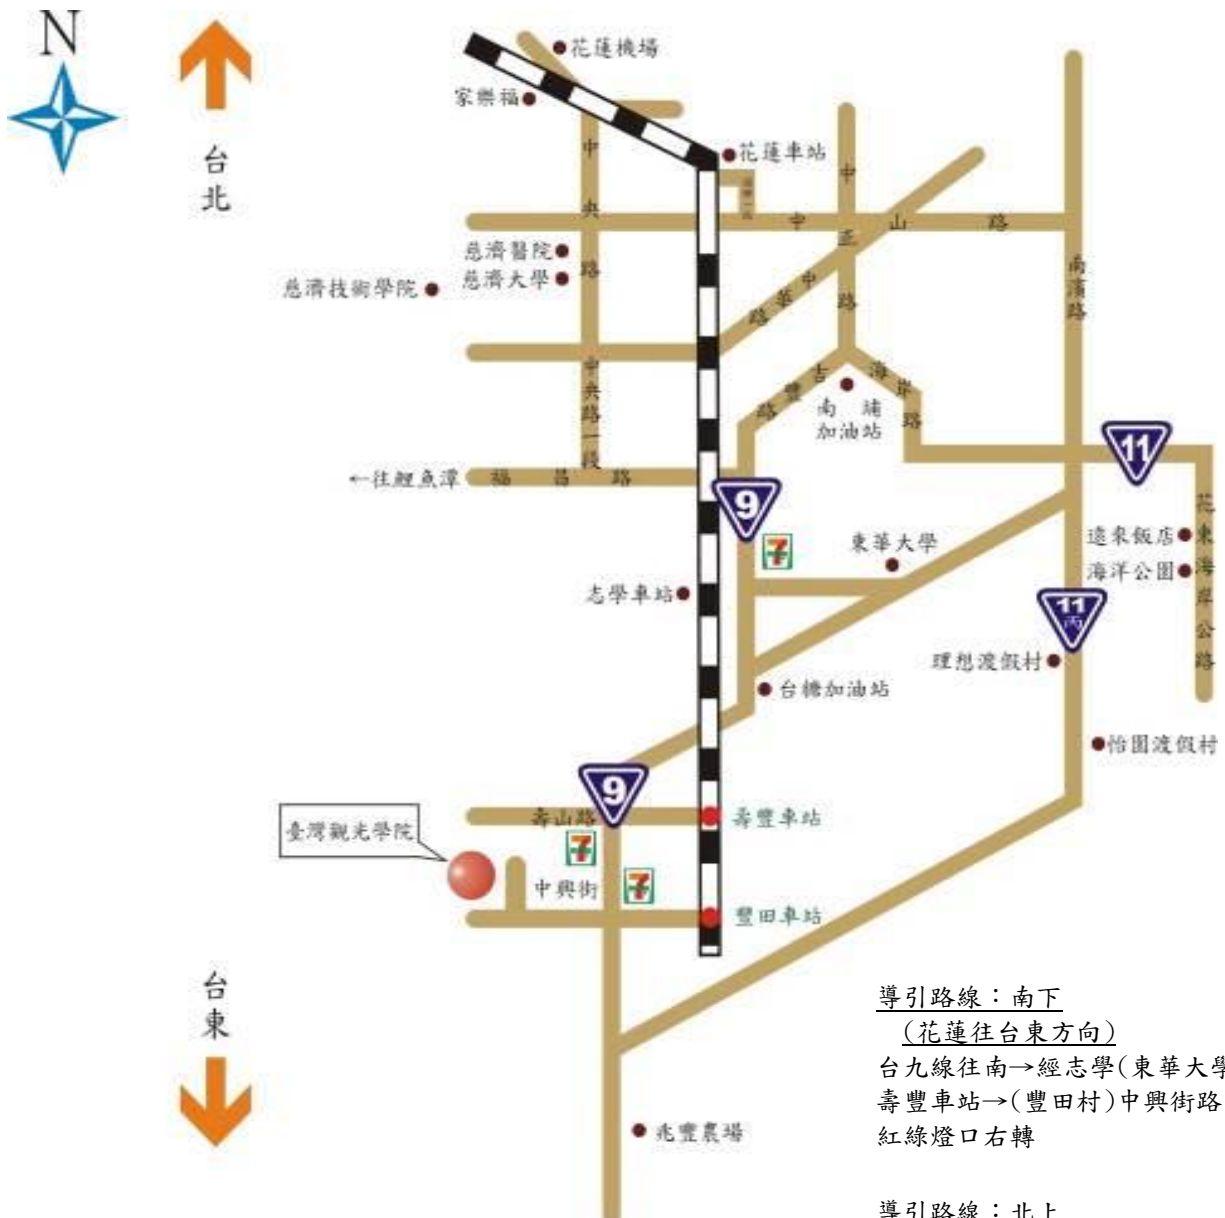 N
花蓮機場
家樂福
台北
花蓮車站
中央路
中山路
中正路
慈濟醫院
慈濟大學
慈濟技術學院
中華路
南濱路
中央路一段
吉豐路
海岸路
南埔
加油站
11
←往鯉魚潭
福昌路
9
7
東華大學
遠來飯店
海洋公園
花東海岸公路
志學車站
11
丙
理想渡假村
台糖加油站
怡園渡假村
9
壽山路
壽豐車站
臺灣觀光學院
7
中興街
7
豐田車站
台東
兆豐農場
導引路線：南下
(花蓮往台東方向)
台九線往南→經志學(東華大學
壽豐車站→(豐田村)中興街路
紅綠燈口右轉
導引路線：北上